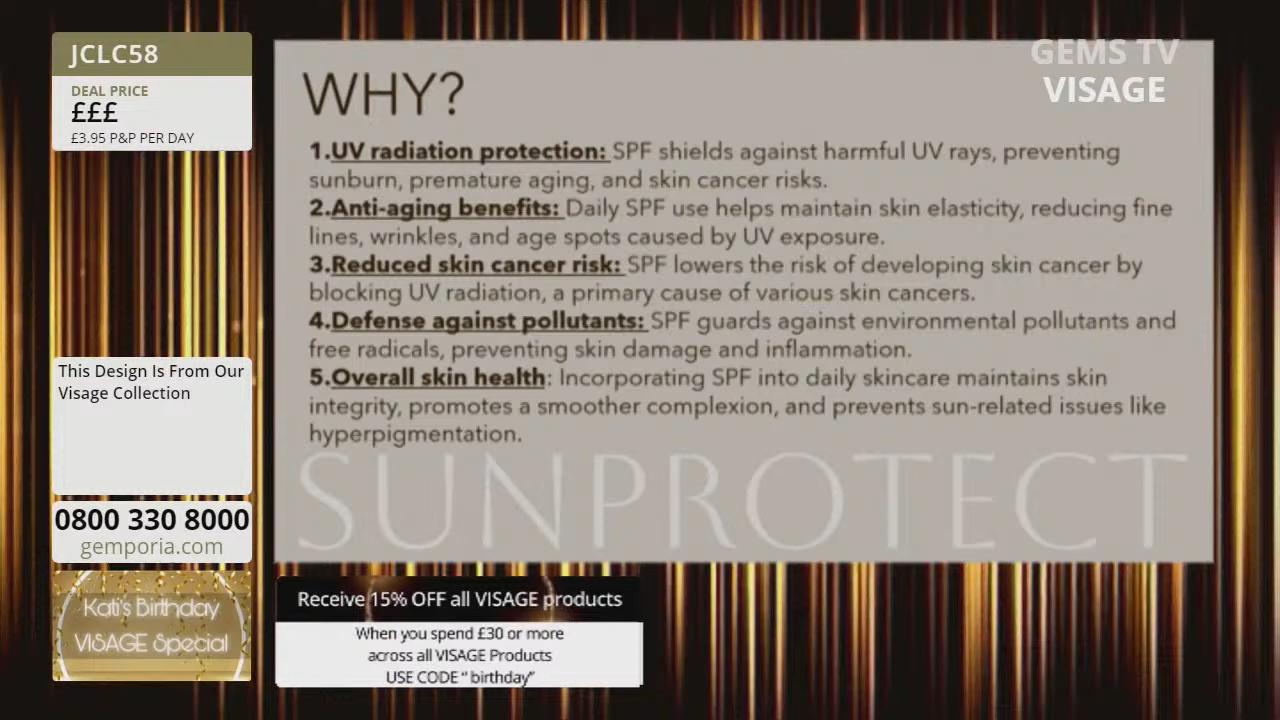 JCLC58
DEAL PRICE
£££
£3.95 P&P PER DAY
This Design Is From Our
Visage Collection
0800 330 8000
gemporia.com
Kati's Birthday
VISAGE Special
GEMS TV
VISAGE
WHY?
1.UV radiation protection: SPF shields against harmful UV rays, preventing
sunburn, premature aging, and skin cancer risks.
2.Anti-aging benefits: Daily SPF use helps maintain skin elasticity, reducing fine
lines, wrinkles, and age spots caused by UV exposure.
3.Reduced skin cancer risk: SPF lowers the risk of developing skin cancer by
blocking UV radiation, a primary cause of various skin cancers.
4.Defense against pollutants: SPF guards against environmental pollutants and
free radicals, preventing skin damage and inflammation.
5.Overall skin health: Incorporating SPF into daily skincare maintains skin
integrity, promotes a smoother complexion, and prevents sun-related issues like
hyperpigmentation.
SUNPROTECT
Receive 15% OFF all VISAGE products
When you spend £30 or more
across all VISAGE Products
USE CODE " birthday"